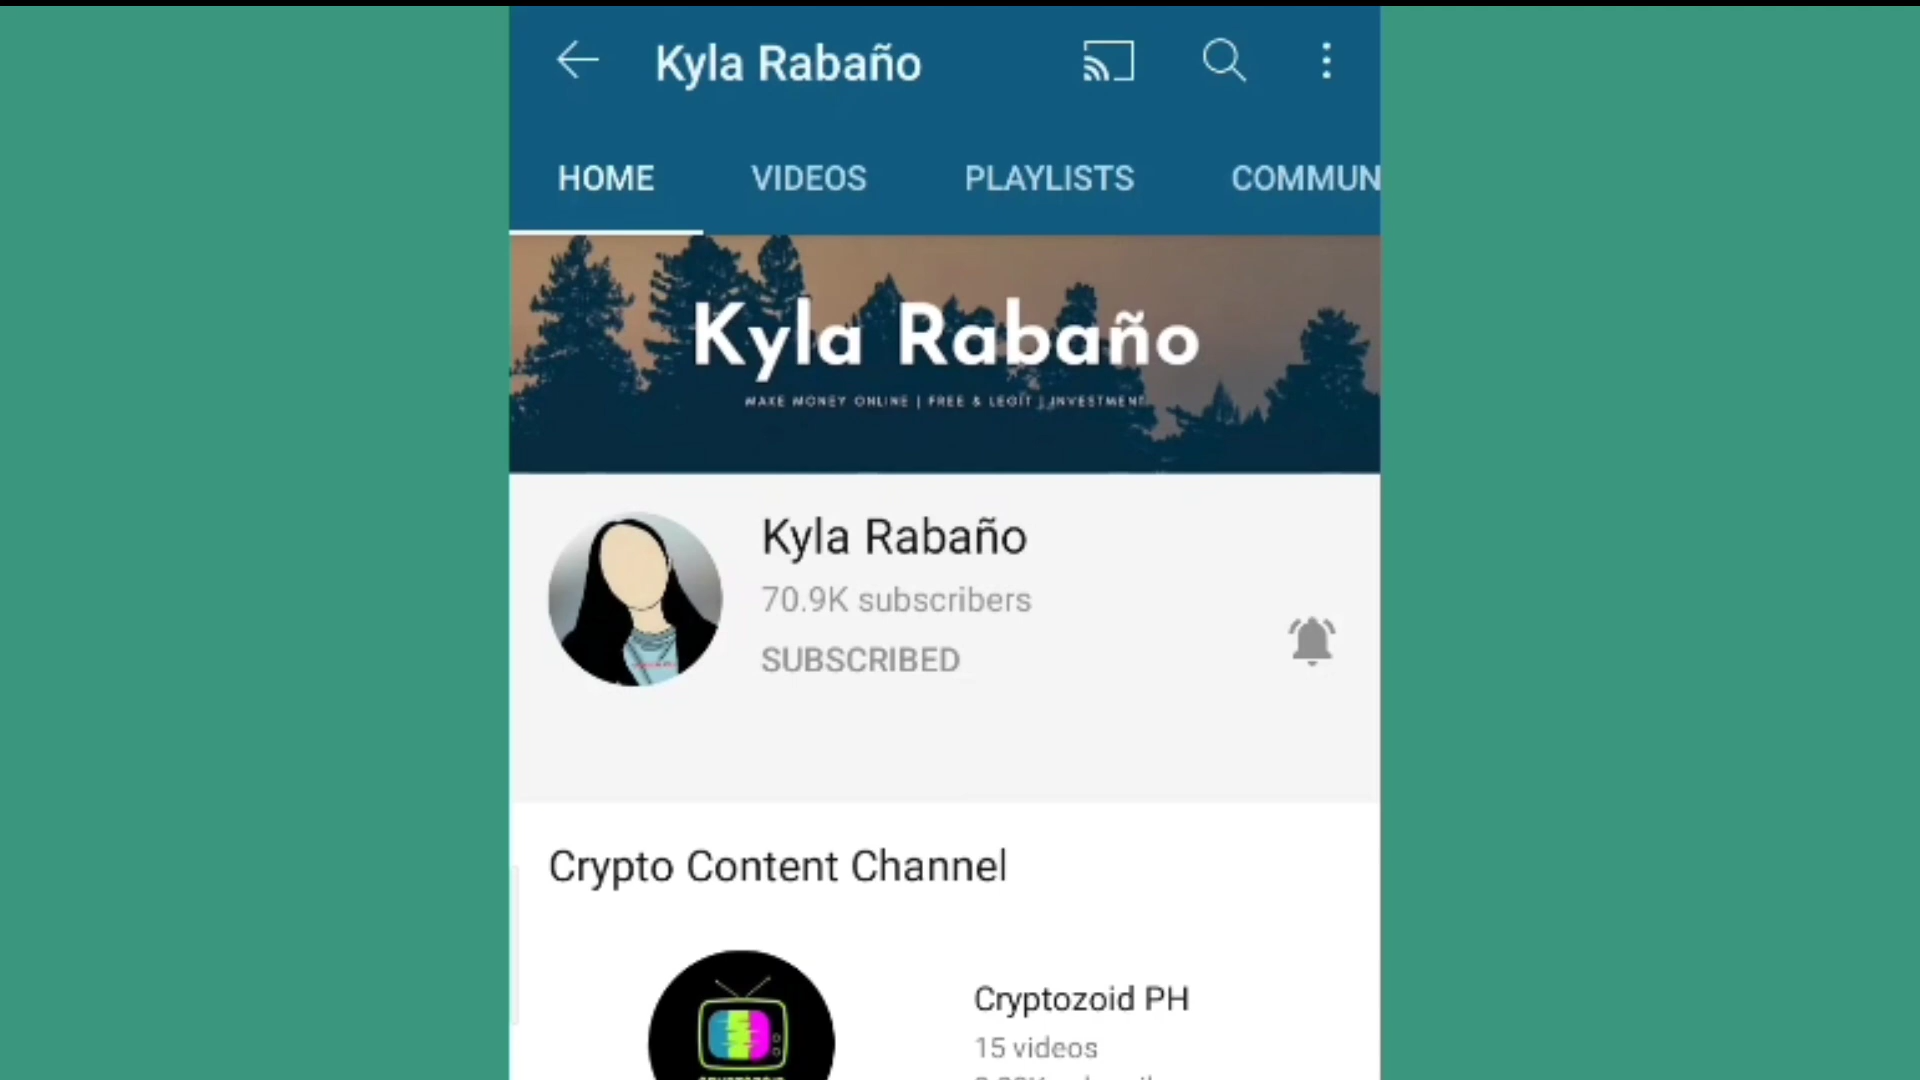 Kyla Rabaño
HOME VIDEOS PLAYLISTS COMMUN
Kyla Rabaño
MAKE MONEY ONLINE | FREE & LEGIT | INVESTMENT
Kyla Rabaño
70.9K subscribers
SUBSCRIBED
Crypto Content Channel
Cryptozoid PH
15 videos